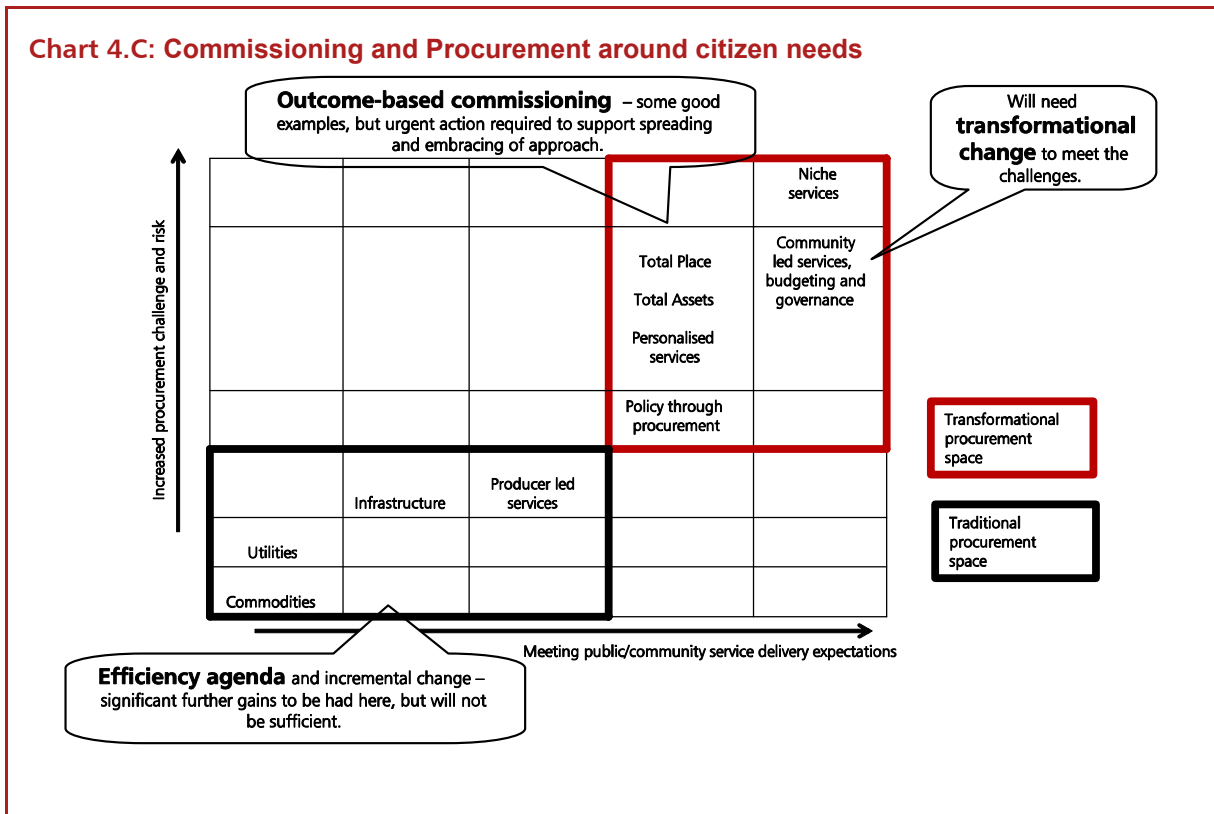 Chart 4.C: Commissioning and Procurement around citizen needs
Outcome-based commissioning – some good
examples, but urgent action required to support spreading
and embracing of approach.
Will need
transformational
change to meet the
challenges.
Increased procurement challenge and risk
Niche
services
Total Place
Total Assets
Personalised
services
Community
led services,
budgeting and
governance
Policy through
procurement
Transformational
procurement
space
Infrastructure
Producer led
services
Traditional
procurement
space
Utilities
Commodities
Meeting public/community service delivery expectations
Efficiency agenda and incremental change –
significant further gains to be had here, but will not
be sufficient.